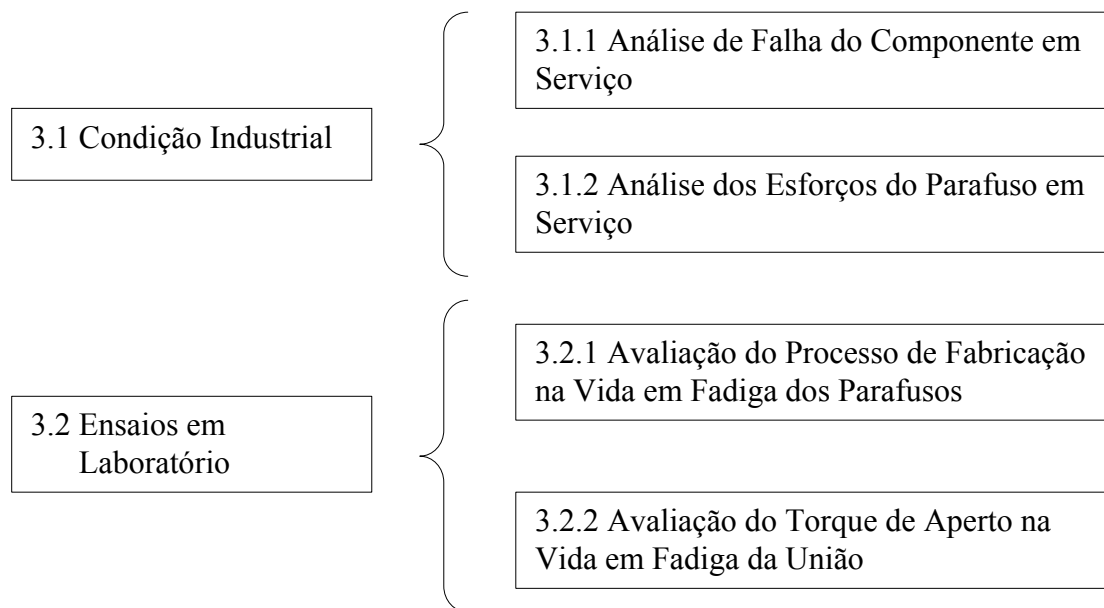 3.1 Condição Industrial
3.1.1 Análise de Falha do Componente em
Serviço
3.1.2 Análise dos Esforços do Parafuso em
Serviço
3.2 Ensaios em
Laboratório
3.2.1 Avaliação do Processo de Fabricação
na Vida em Fadiga dos Parafusos
3.2.2 Avaliação do Torque de Aperto na
Vida em Fadiga da União